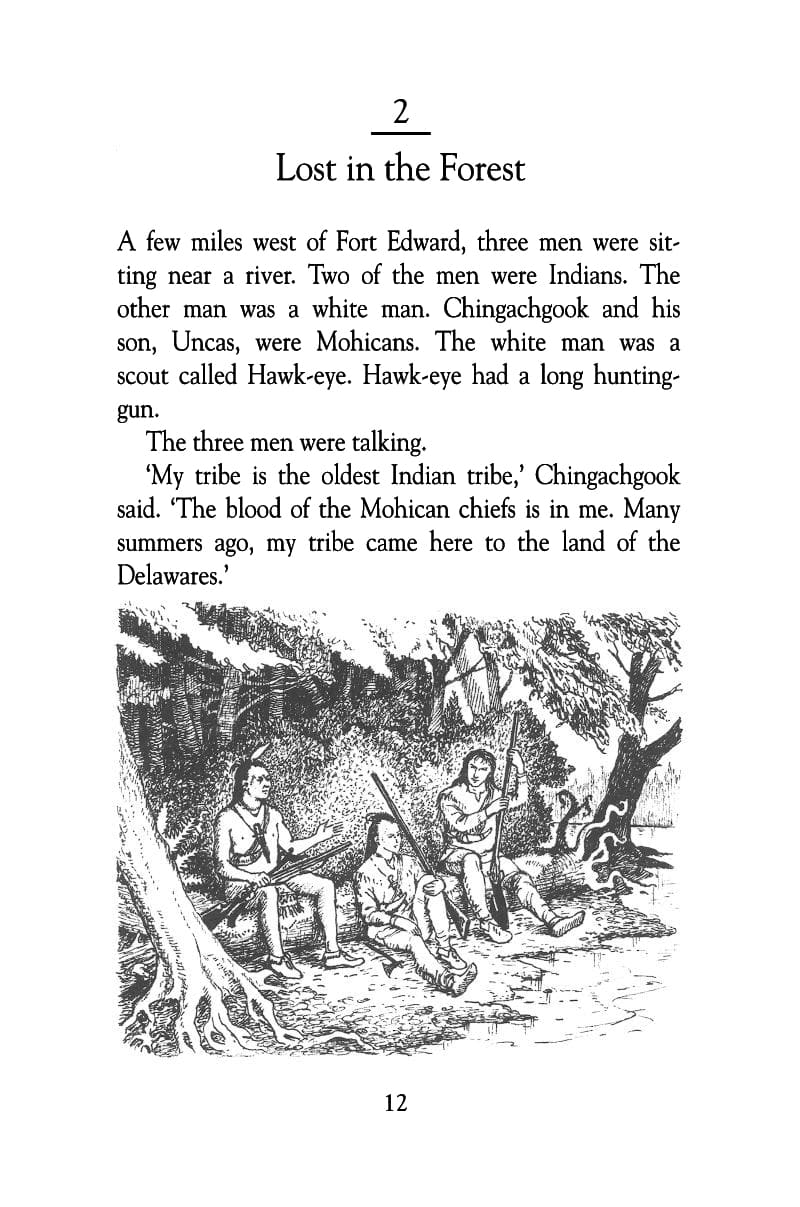 2
Lost in the Forest
A few miles west of Fort Edward, three men were sit-
ting near a river. Two of the men were Indians. The
other man was a white man. Chingachgook and his
son, Uncas, were Mohicans. The white man was a
scout called Hawk-eye. Hawk-eye had a long hunting-
gun.
The three men were talking.
‘My tribe is the oldest Indian tribe,’ Chingachgook
said. ‘The blood of the Mohican chiefs is in me. Many
summers ago, my tribe came here to the land of the
Delawares.’
12